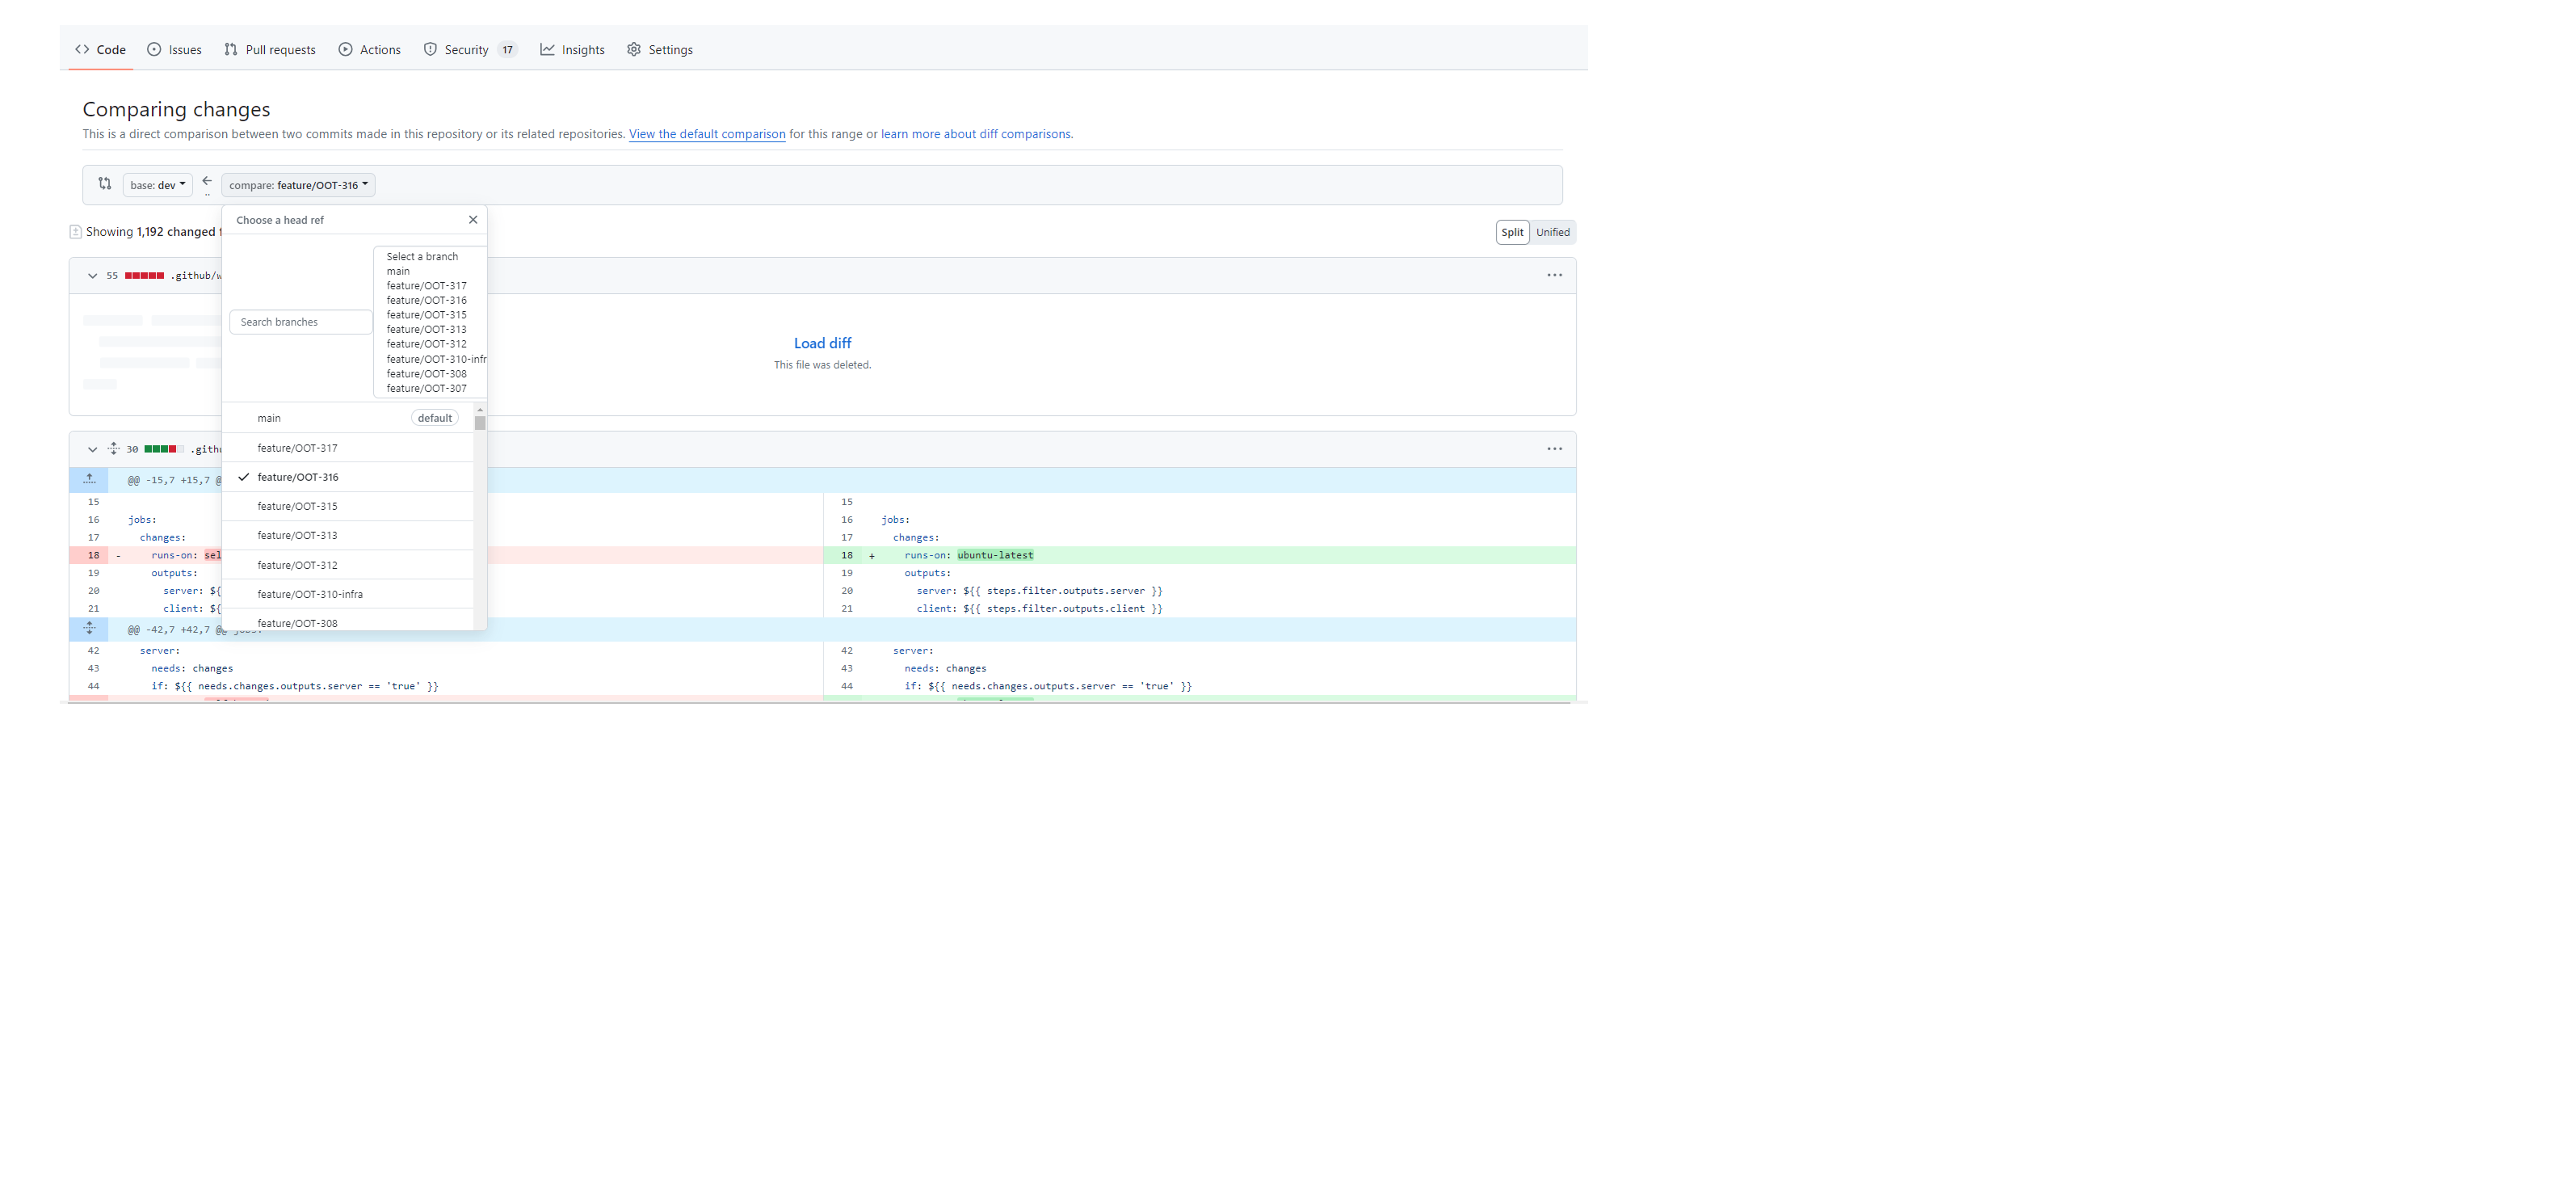 Code Issues Pull requests Actions Security 17 Insights Settings
Comparing changes
This is a direct comparison between two commits made in this repository or its related repositories. View the default comparison for this range or learn more about diff comparisons.
base: dev .. compare: feature/OOT-316
Choose a head ref
Showing 1,192 changed
Split Unified
Select a branch
main
feature/OOT-317
feature/OOT-316
feature/OOT-315
feature/OOT-313
feature/OOT-312
feature/OOT-310-infr
feature/OOT-308
feature/OOT-307
Search branches
55 .github/w
Load diff
This file was deleted.
main default
feature/OOT-317
feature/OOT-316
feature/OOT-315
feature/OOT-313
feature/OOT-312
feature/OOT-310-infra
feature/OOT-308
30 .githu
@@ -15,7 +15,7 @
15 15
16 jobs: 16 jobs:
17 changes: 17 changes:
18 - runs-on: sel 18 + runs-on: ubuntu-latest
19 outputs: 19 outputs:
20 server: ${ 20 server: ${{ steps.filter.outputs.server }}
21 client: ${ 21 client: ${{ steps.filter.outputs.client }}
@@ -42,7 +42,7 @@ jobs:
42 server: 42 server:
43 needs: changes 43 needs: changes
44 if: ${{ needs.changes.outputs.server == 'true' }} 44 if: ${{ needs.changes.outputs.server == 'true' }}